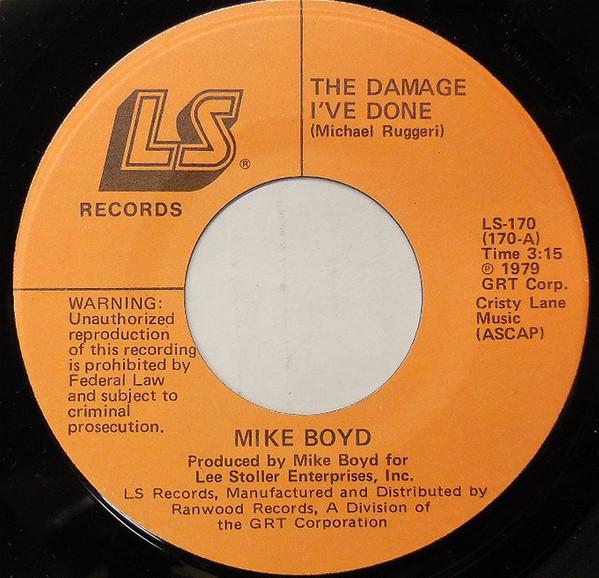 LS®
RECORDS
THE DAMAGE
I'VE DONE
(Michael Ruggeri)
LS-170
(170-A)
Time 3:15
℗ 1979
GRT Corp.
Cristy Lane
Music
(ASCAP)
WARNING:
Unauthorized
reproduction
of this recording
is prohibited by
Federal Law
and subject to
criminal
prosecution.
MIKE BOYD
Produced by Mike Boyd for
Lee Stoller Enterprises, Inc.
LS Records, Manufactured and Distributed by
Ranwood Records, A Division of
the GRT Corporation